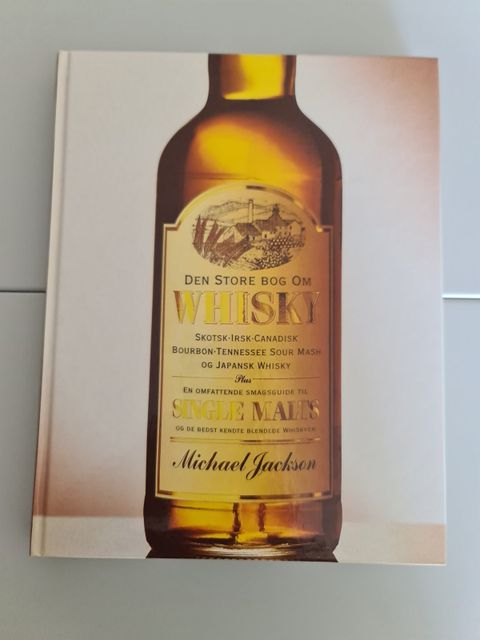 DEN STORE BOG OM
WHISKY
SKOTSK·IRSK·CANADISK
BOURBON·TENNESSEE SOUR MASH
OG JAPANSK WHISKY
Plus
EN OMFATTENDE SMAGSGUIDE TIL
SINGLE MALTS
OG DE BEDST KENDTE BLENDEDE WHISKYER
Michael Jackson